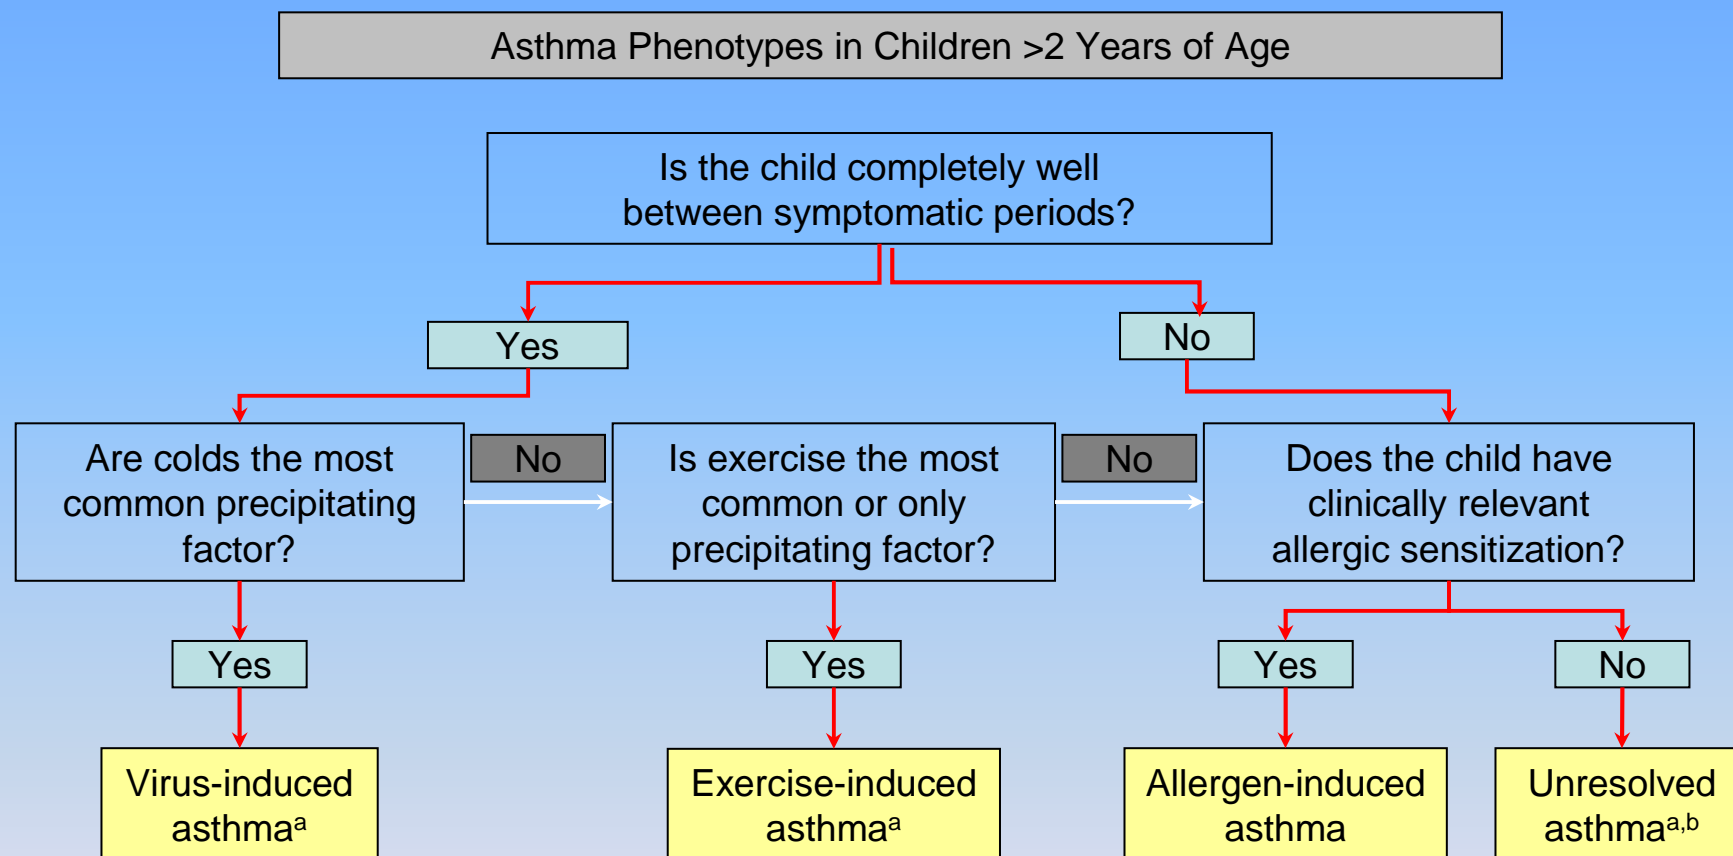 Asthma Phenotypes in Children >2 Years of Age
Is the child completely well
between symptomatic periods?
Yes
No
Are colds the most
common precipitating
factor?
No
Is exercise the most
common or only
precipitating factor?
No
Does the child have
clinically relevant
allergic sensitization?
Yes
Yes
Yes
No
Virus-induced
asthmaᵃ
Exercise-induced
asthmaᵃ
Allergen-induced
asthma
Unresolved
asthmaᵃ,ᵇ